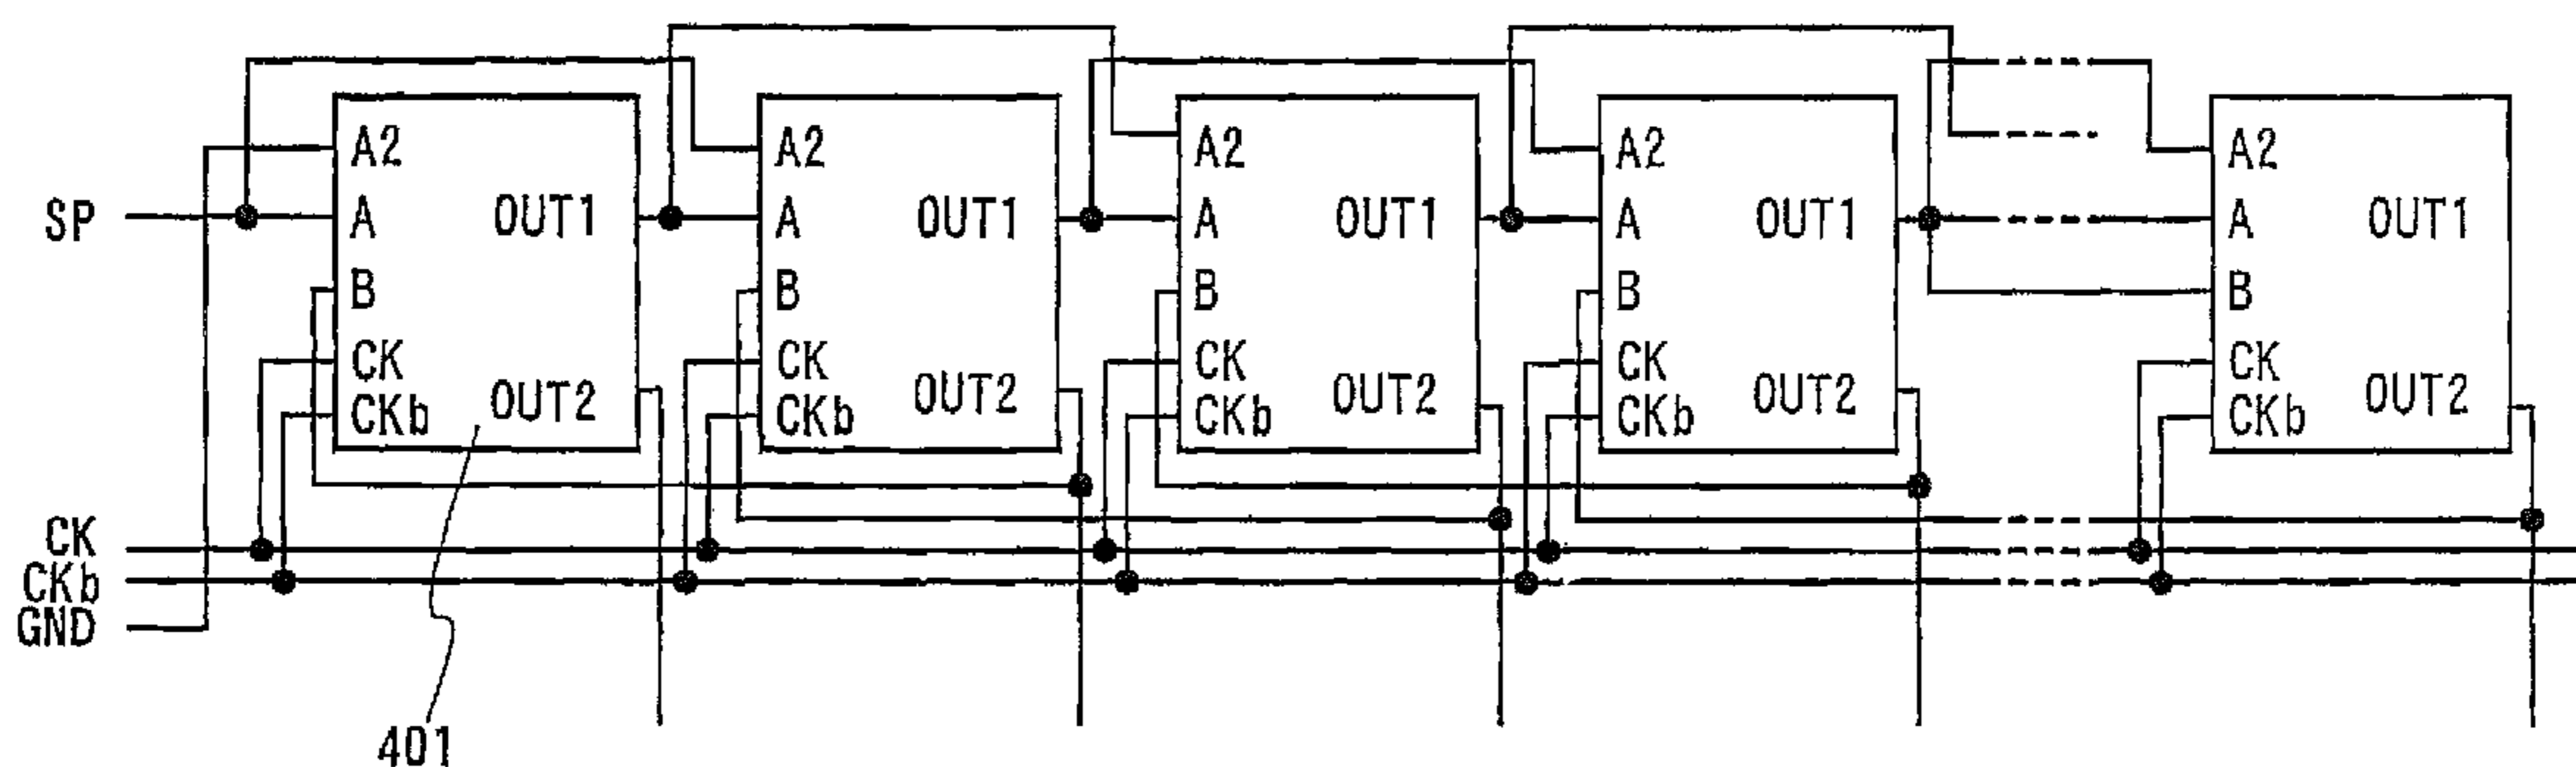 A2 A2 A2 A2 A2
SP A OUT1 A OUT1 A OUT1 A OUT1 A OUT1
B B B B B
CK CK CK CK CK
CKb OUT2 CKb OUT2 CKb OUT2 CKb OUT2 CKb OUT2
CK
CKb
GND
401